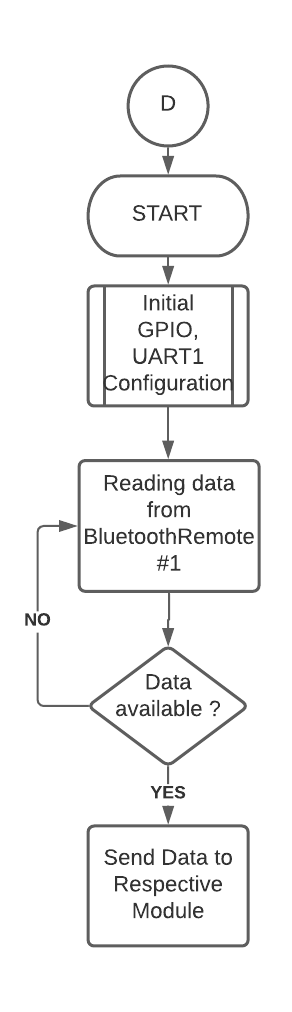 D
START
Initial
GPIO,
UART1
Configuration
Reading data
from
BluetoothRemote
#1
NO
Data
available ?
YES
Send Data to
Respective
Module